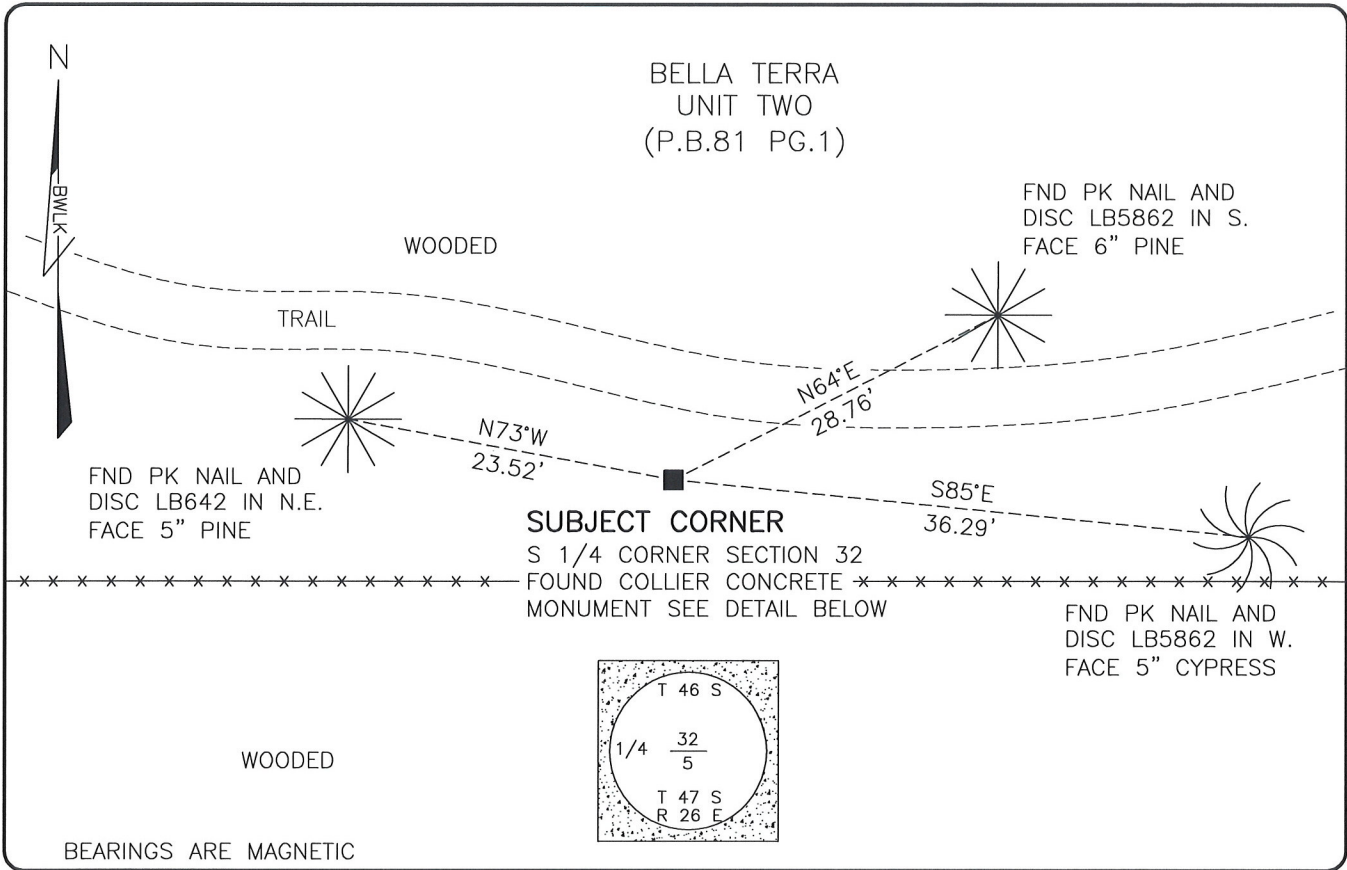 N
BWLK
BELLA TERRA
UNIT TWO
(P.B.81 PG.1)
WOODED
TRAIL
FND PK NAIL AND
DISC LB5862 IN S.
FACE 6" PINE
N64°E
28.76'
N73°W
23.52'
FND PK NAIL AND
DISC LB642 IN N.E.
FACE 5" PINE
S85°E
36.29'
SUBJECT CORNER
S 1/4 CORNER SECTION 32
FOUND COLLIER CONCRETE
MONUMENT SEE DETAIL BELOW
FND PK NAIL AND
DISC LB5862 IN W.
FACE 5" CYPRESS
T 46 S
1/4 32
5
T 47 S
R 26 E
WOODED
BEARINGS ARE MAGNETIC